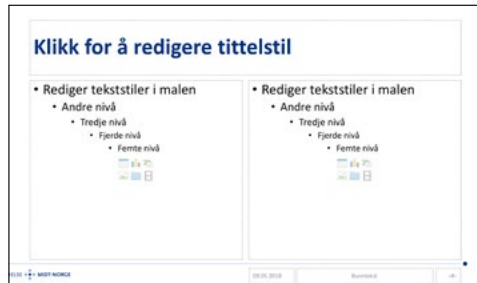 Klikk for å redigere tittelstil
• Rediger tekststiler i malen
• Andre nivå
• Tredje nivå
• Fjerde nivå
• Femte nivå
• Rediger tekststiler i malen
• Andre nivå
• Tredje nivå
• Fjerde nivå
• Femte nivå
MIDT-NORGE
Bunntekst
‹#›